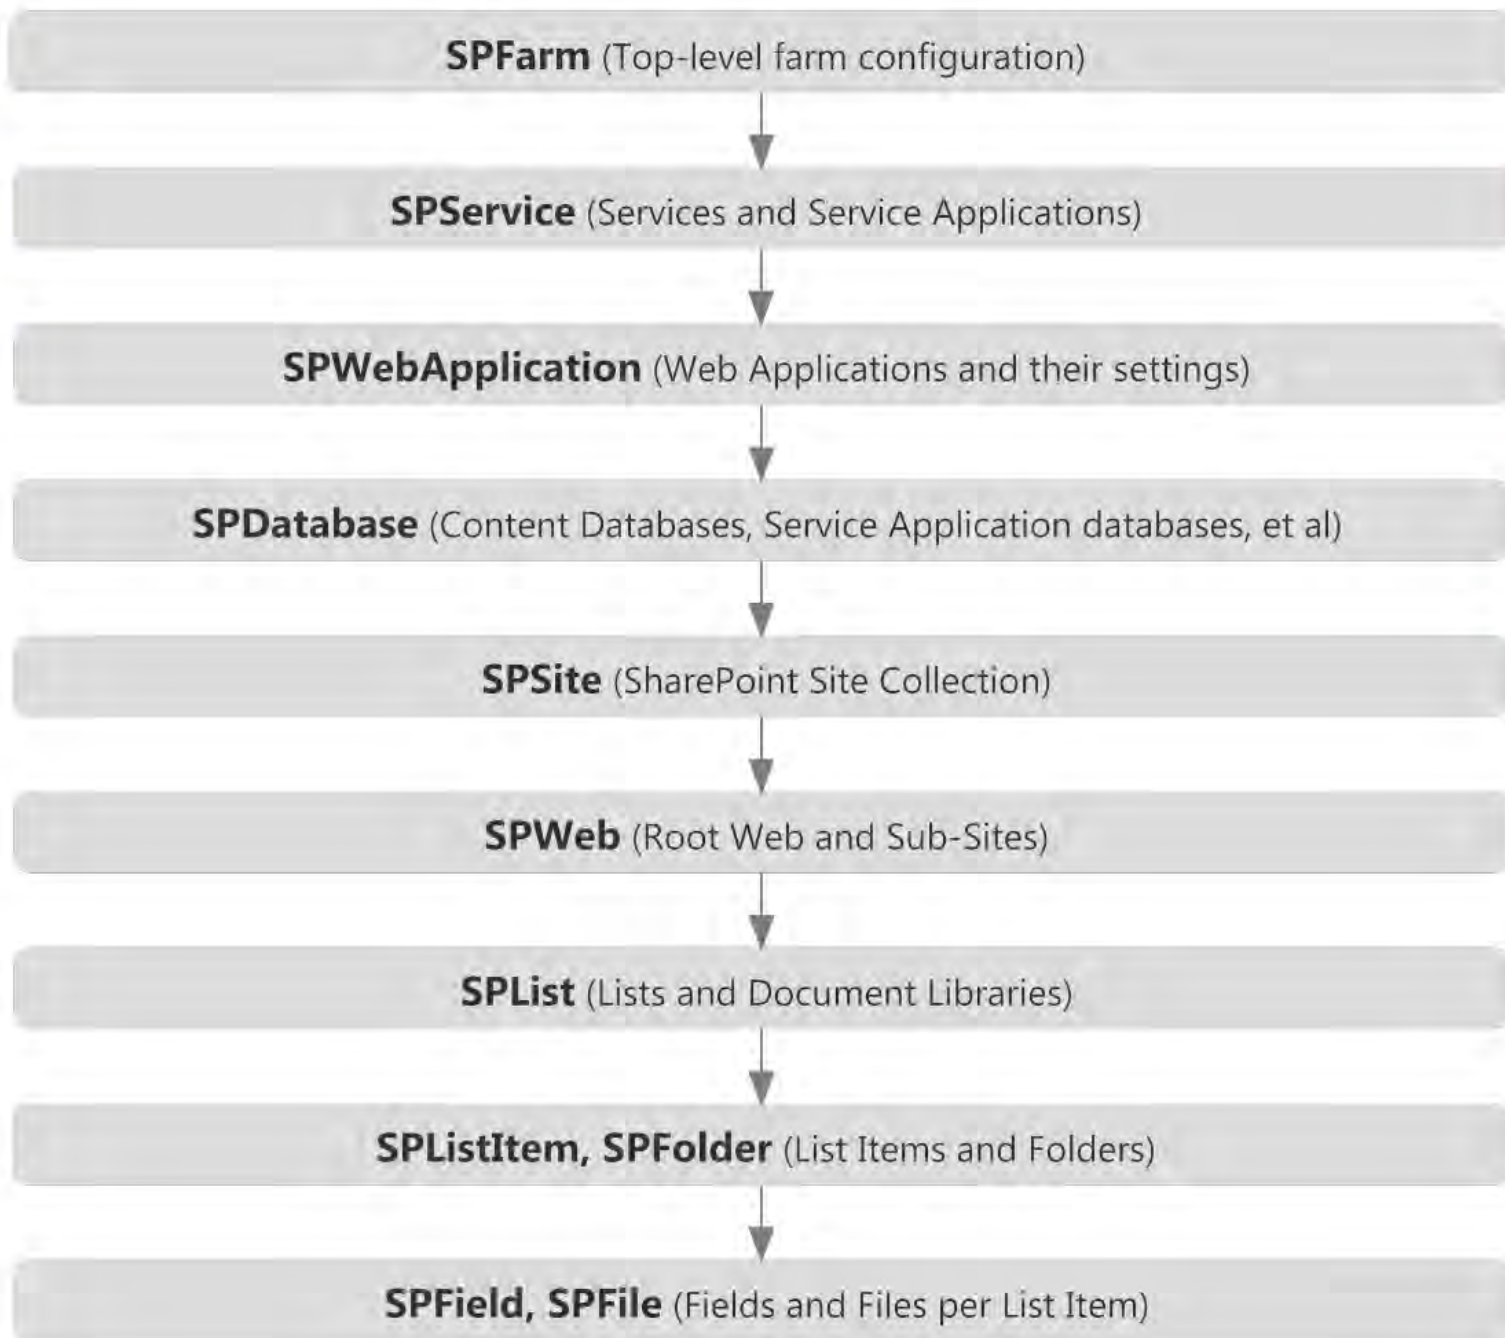 SPFarm (Top-level farm configuration)
SPService (Services and Service Applications)
SPWebApplication (Web Applications and their settings)
SPDatabase (Content Databases, Service Application databases, et al)
SPSite (SharePoint Site Collection)
SPWeb (Root Web and Sub-Sites)
SPList (Lists and Document Libraries)
SPListItem, SPFolder (List Items and Folders)
SPField, SPFile (Fields and Files per List Item)